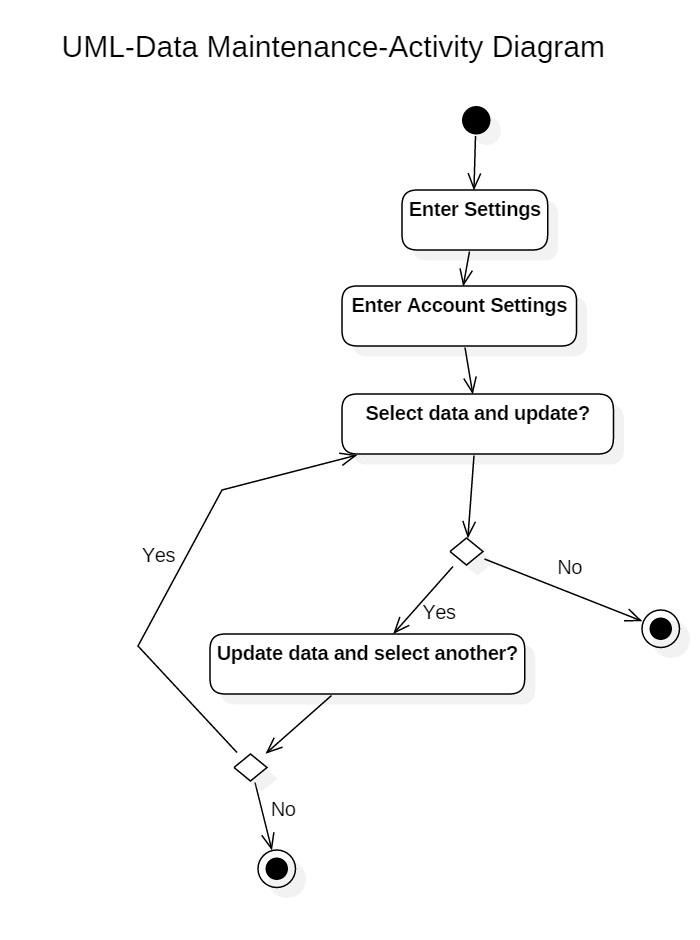 UML-Data Maintenance-Activity Diagram
Enter Settings
Enter Account Settings
Select data and update?
Yes
No
Yes
Update data and select another?
No